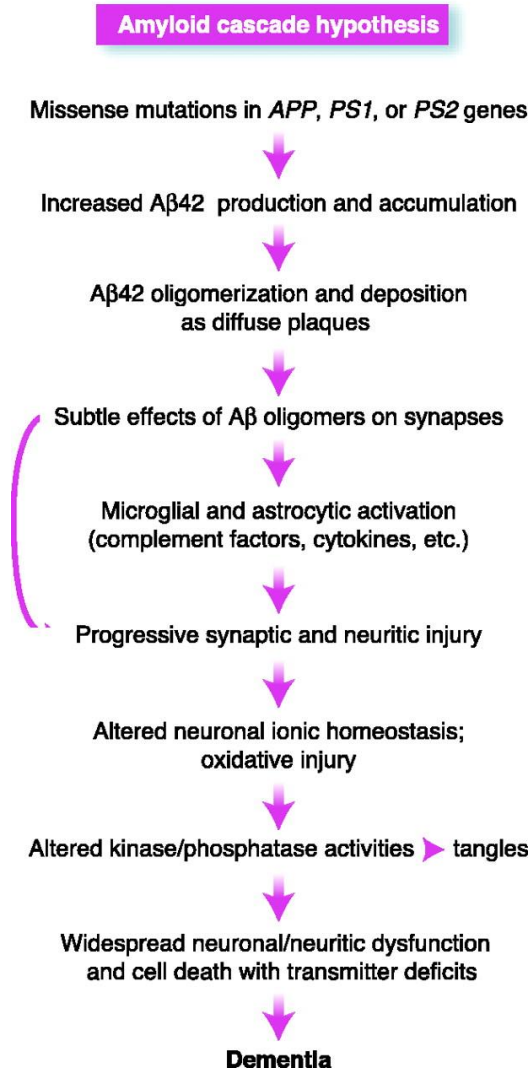 Amyloid cascade hypothesis
Missense mutations in APP, PS1, or PS2 genes
Increased Aβ42 production and accumulation
Aβ42 oligomerization and deposition
as diffuse plaques
Subtle effects of Aβ oligomers on synapses
Microglial and astrocytic activation
(complement factors, cytokines, etc.)
Progressive synaptic and neuritic injury
Altered neuronal ionic homeostasis;
oxidative injury
Altered kinase/phosphatase activities tangles
Widespread neuronal/neuritic dysfunction
and cell death with transmitter deficits
Dementia